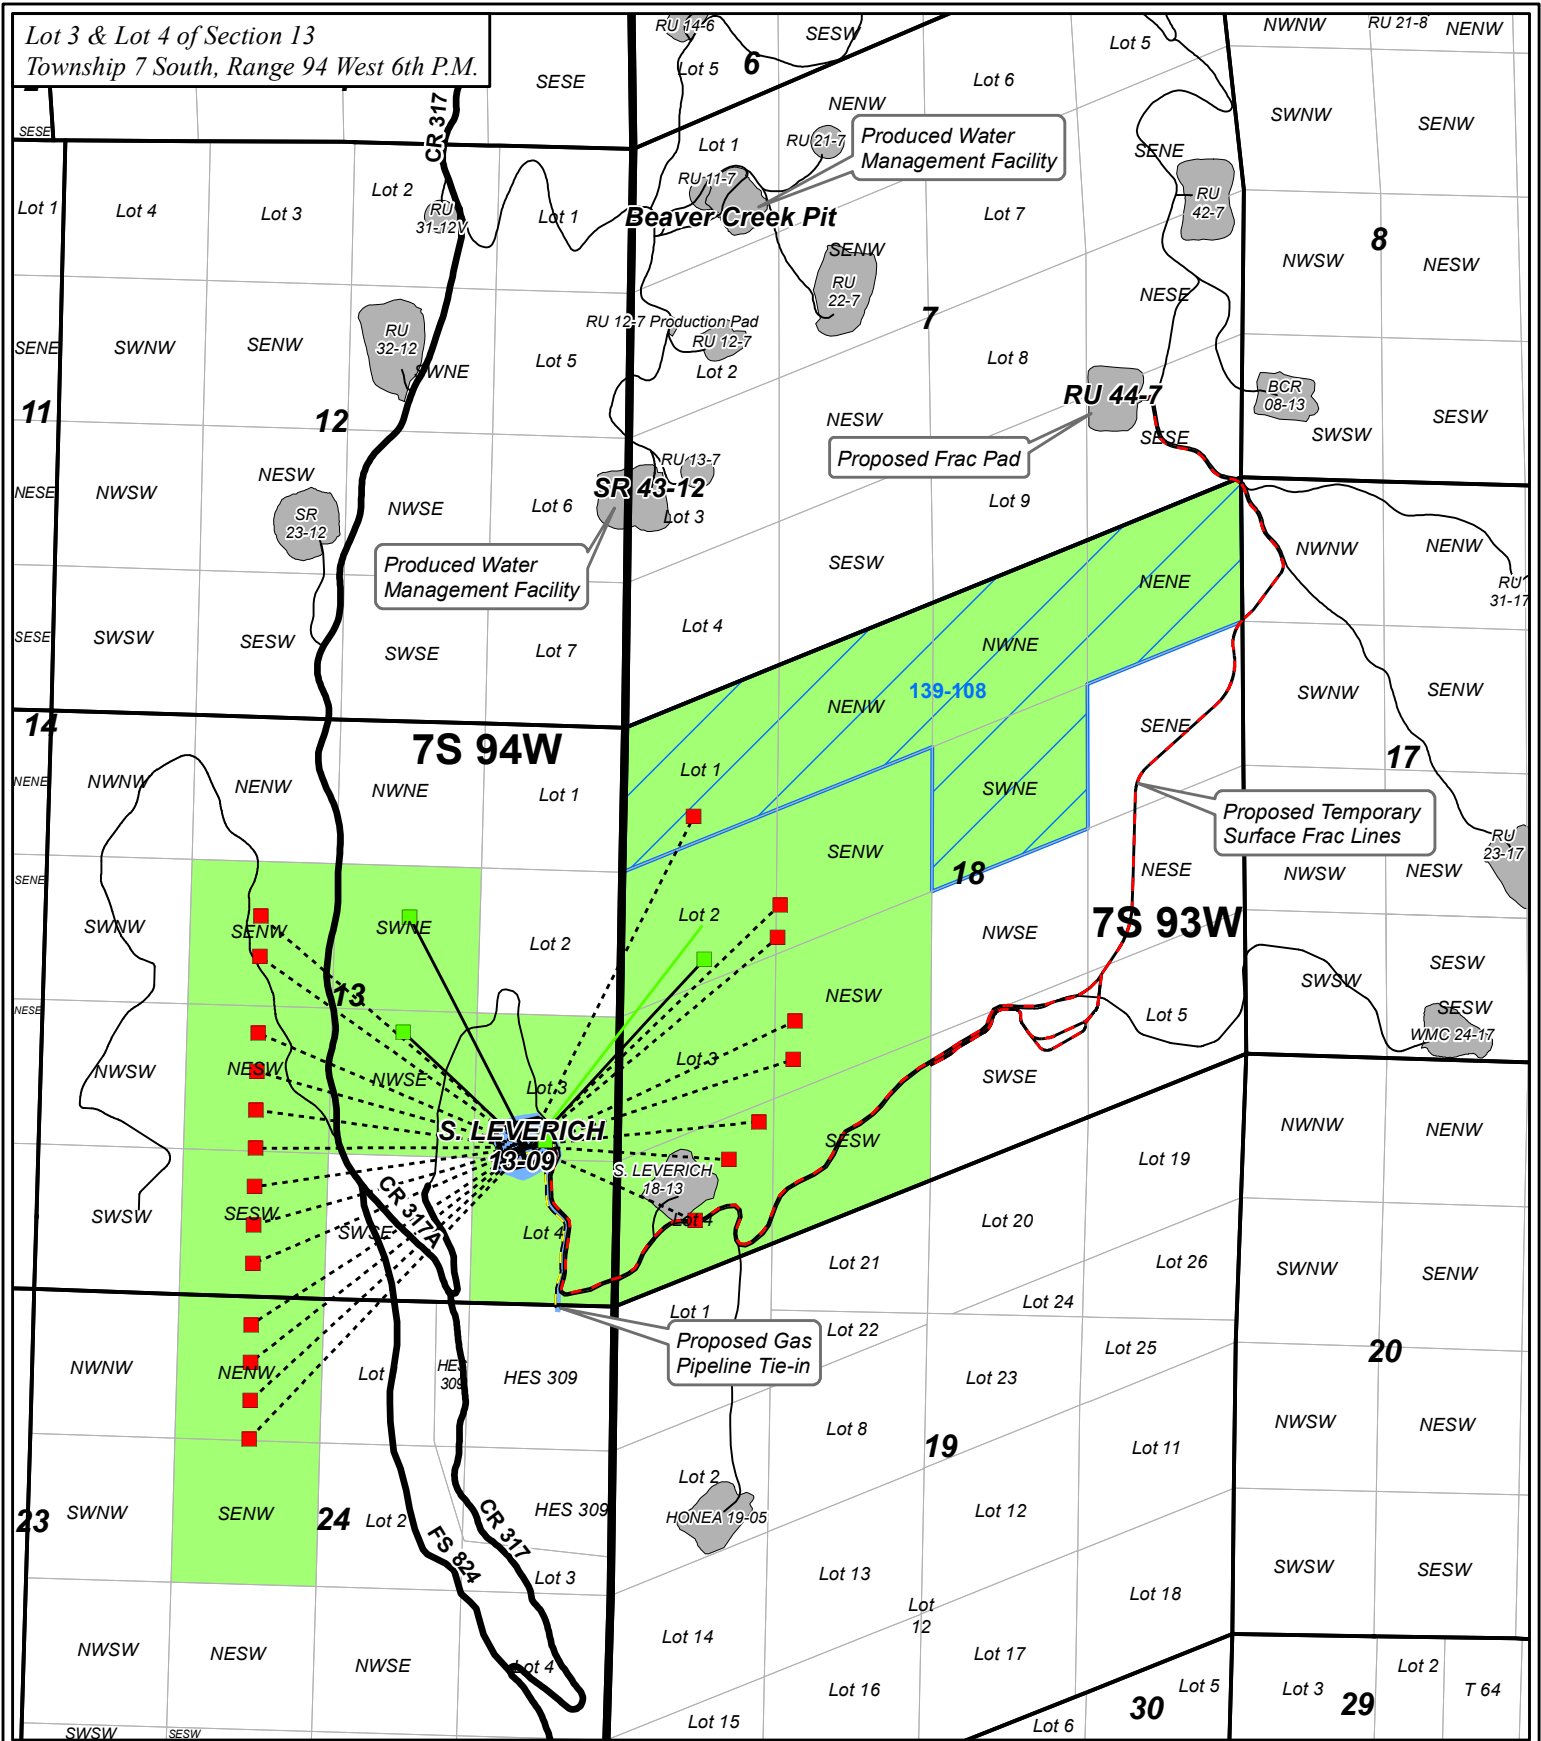 Lot 3 & Lot 4 of Section 13
Township 7 South, Range 94 West 6th P.M.
RU 14-6
SESW
Lot 5
NWNW
RU 21-8
NENW
SESE
Lot 5
6
Lot 6
CR 317
NENW
SWNW
SENW
SESE
Lot 1
RU 21-7
Produced Water
Management Facility
SENE
Lot 2
RU 11-7
RU
42-7
Lot 1
Lot 4
Lot 3
RU
31-12V
Lot 1
Beaver Creek Pit
Lot 7
8
SENW
NWSW
NESW
RU
22-7
NESE
RU 12-7 Production Pad
7
RU
32-12
RU 12-7
SENE
SWNW
SENW
SWNE
Lot 5
Lot 2
Lot 8
RU 44-7
BCR
08-13
11
12
NESW
SESE
SWSW
SESW
Proposed Frac Pad
NESW
RU 13-7
SR 43-12
NESE
NWSW
NWSE
Lot 6
Lot 3
Lot 9
SR
23-12
Produced Water
Management Facility
SESW
NWNW
NENW
NENE
RU
31-17
SESE
SWSW
SESW
SWSE
Lot 7
Lot 4
NWNE
139-108
NENW
SWNW
SENW
14
7S 94W
SENE
17
NENE
NWNW
NENW
NWNE
Lot 1
Lot 1
SWNE
Proposed Temporary
Surface Frac Lines
RU
23-17
SENW
18
NESE
NWSW
NESW
SENE
SWNW
SENW
SWNE
Lot 2
Lot 2
NWSE
7S 93W
SESW
13
NESW
SWSW
NESE
Lot 5
SESW
WMC 24-17
NWSW
NESW
NWSE
Lot 3
Lot 3
SWSE
S. LEVERICH
13-09
SESW
NWNW
NENW
S. LEVERICH
18-13
Lot 19
SWSW
SESW
CR 317A
SWSE
Lot 4
Lot 4
Lot 20
Lot 21
Lot 26
SWNW
SENW
Lot 1
Lot 24
Proposed Gas
Pipeline Tie-in
Lot 22
Lot 25
20
NWNW
NENW
Lot
HES
309
HES 309
Lot 23
Lot 8
NWSW
NESW
19
Lot 11
Lot 2
23
SWNW
SENW
24
Lot 2
HES 309
HONEA 19-05
Lot 12
FS 824
CR 317
Lot 3
Lot 13
SWSW
SESW
Lot 18
Lot
12
NWSW
NESW
NWSE
Lot 4
Lot 14
Lot 17
Lot 16
Lot 5
Lot 3
Lot 2
T 64
30
29
Lot 15
Lot 6
SWSW
SESW